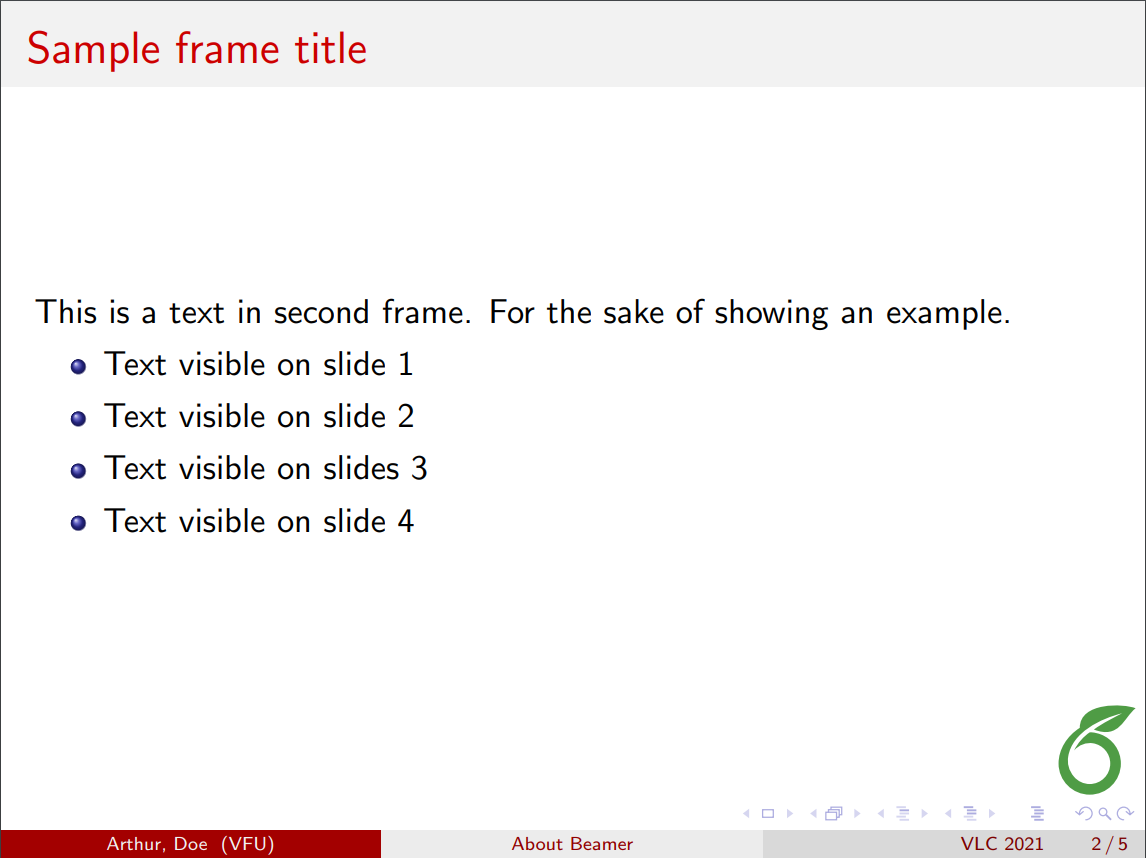 Sample frame title
This is a text in second frame. For the sake of showing an example.
Text visible on slide 1
Text visible on slide 2
Text visible on slides 3
Text visible on slide 4
Arthur, Doe (VFU) About Beamer VLC 2021 2 / 5